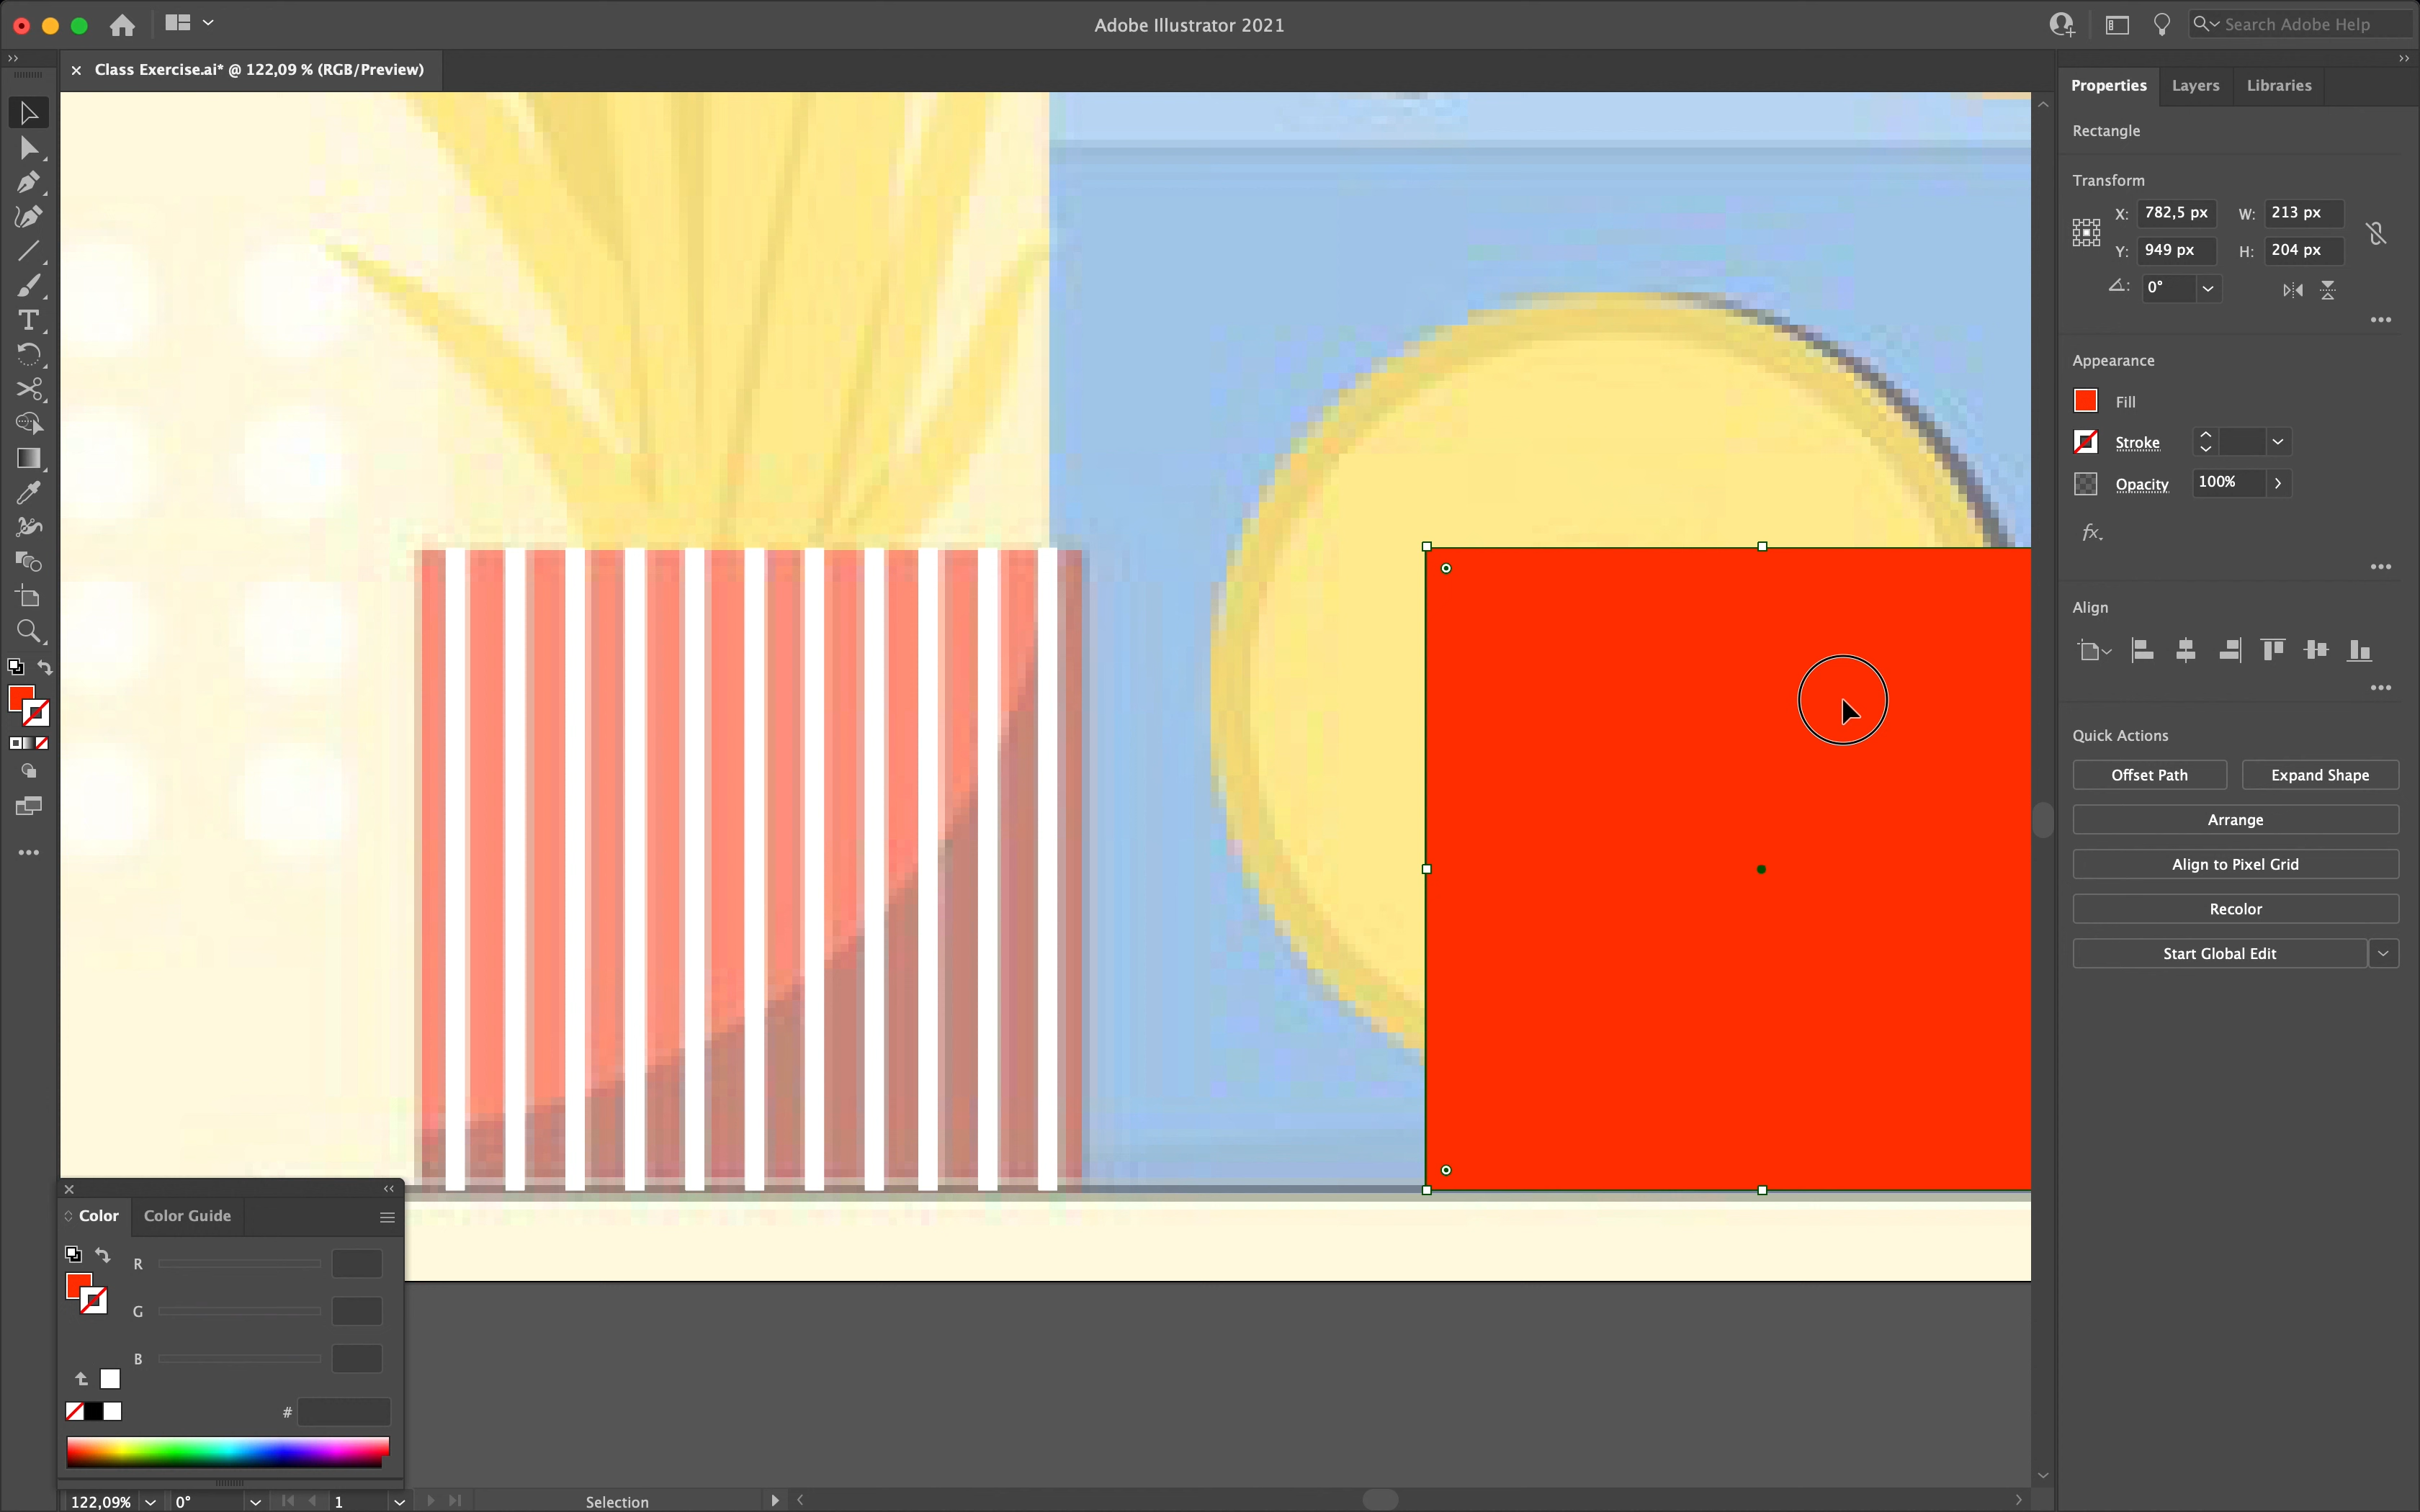 Adobe Illustrator 2021
Search Adobe Help
Class Exercise.ai* @ 122,09 % (RGB/Preview)
Properties
Layers
Libraries
Rectangle
Transform
X: 782,5 px
W: 213 px
Y: 949 px
H: 204 px
0°
Appearance
Fill
Stroke
Opacity
100%
fx.
Align
Quick Actions
Offset Path
Expand Shape
Arrange
Align to Pixel Grid
Recolor
Start Global Edit
Color
Color Guide
R
G
B
#
122,09%
0°
1
Selection